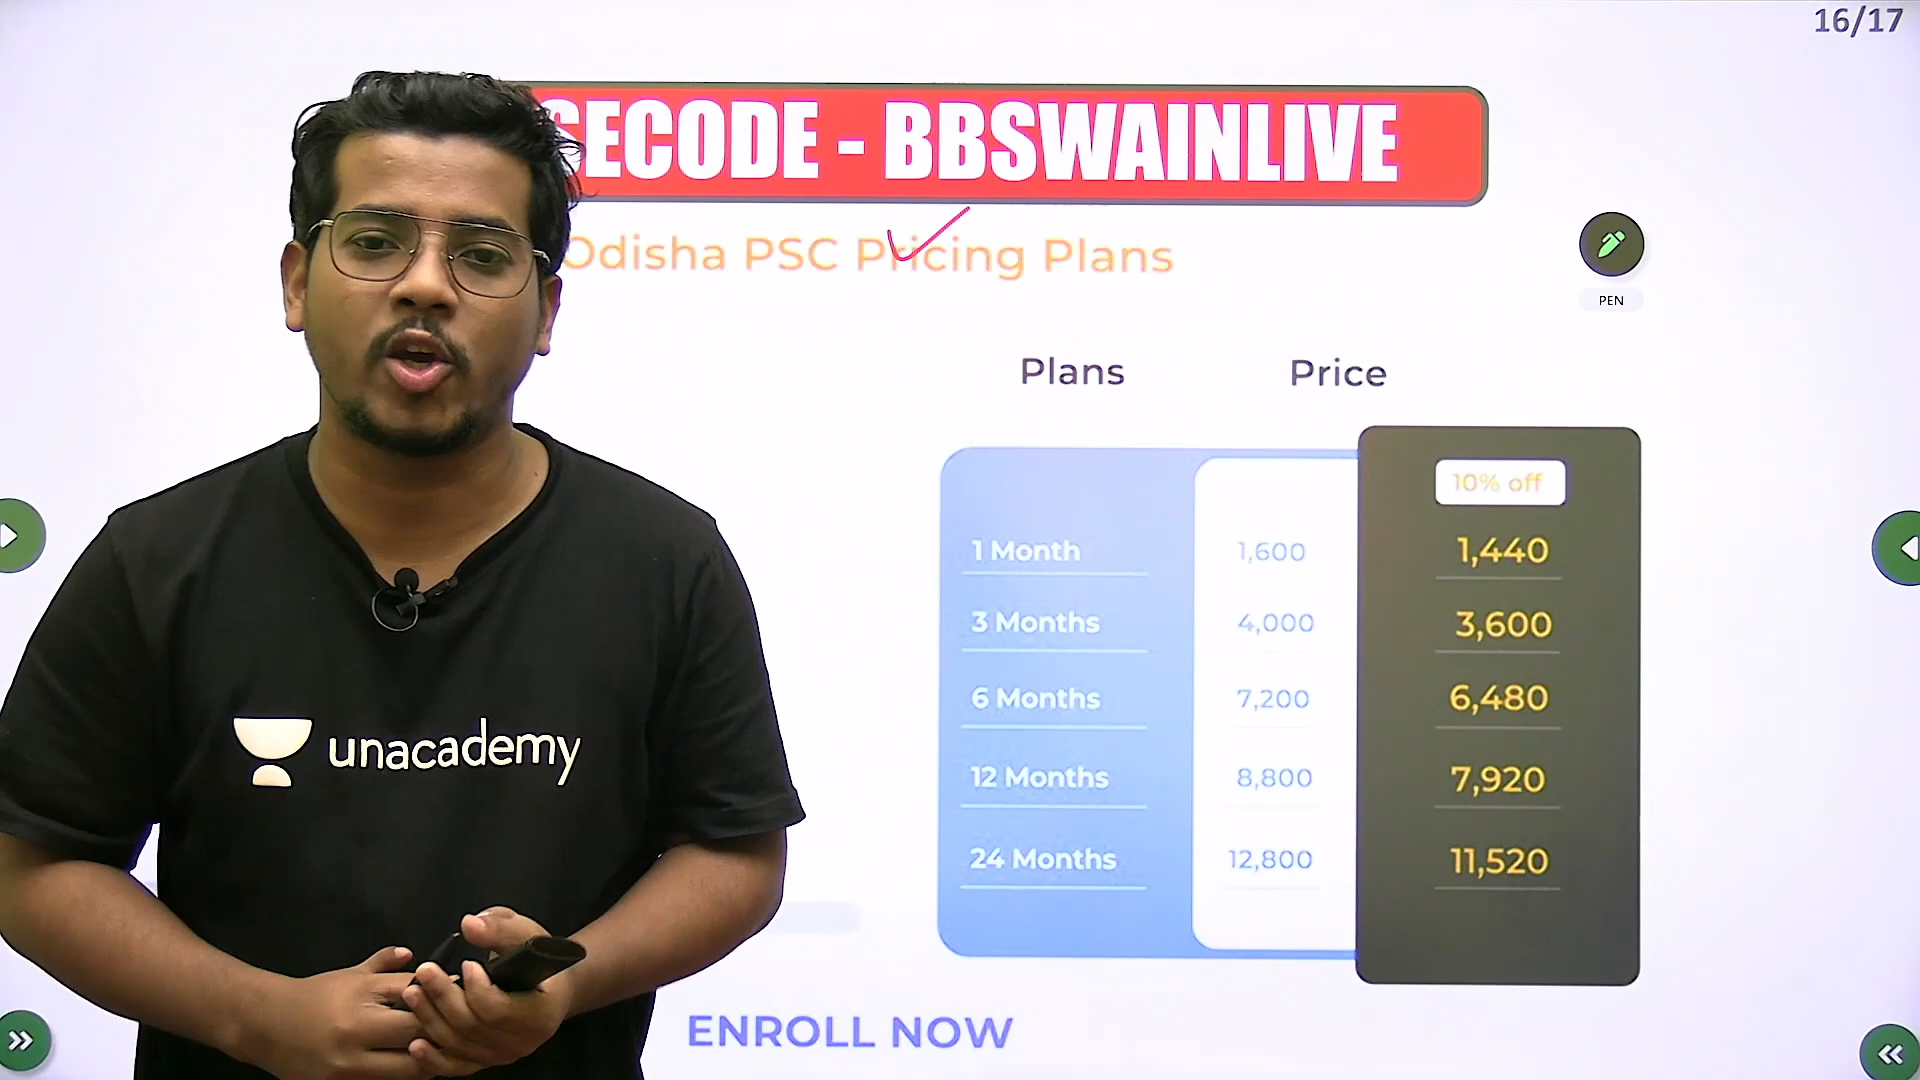 16/17
SECODE - BBSWAINLIVE
Odisha PSC Pricing Plans
PEN
Plans Price
10% off
1 Month 1,600 1,440
3 Months 4,000 3,600
6 Months 7,200 6,480
12 Months 8,800 7,920
24 Months 12,800 11,520
unacademy
ENROLL NOW